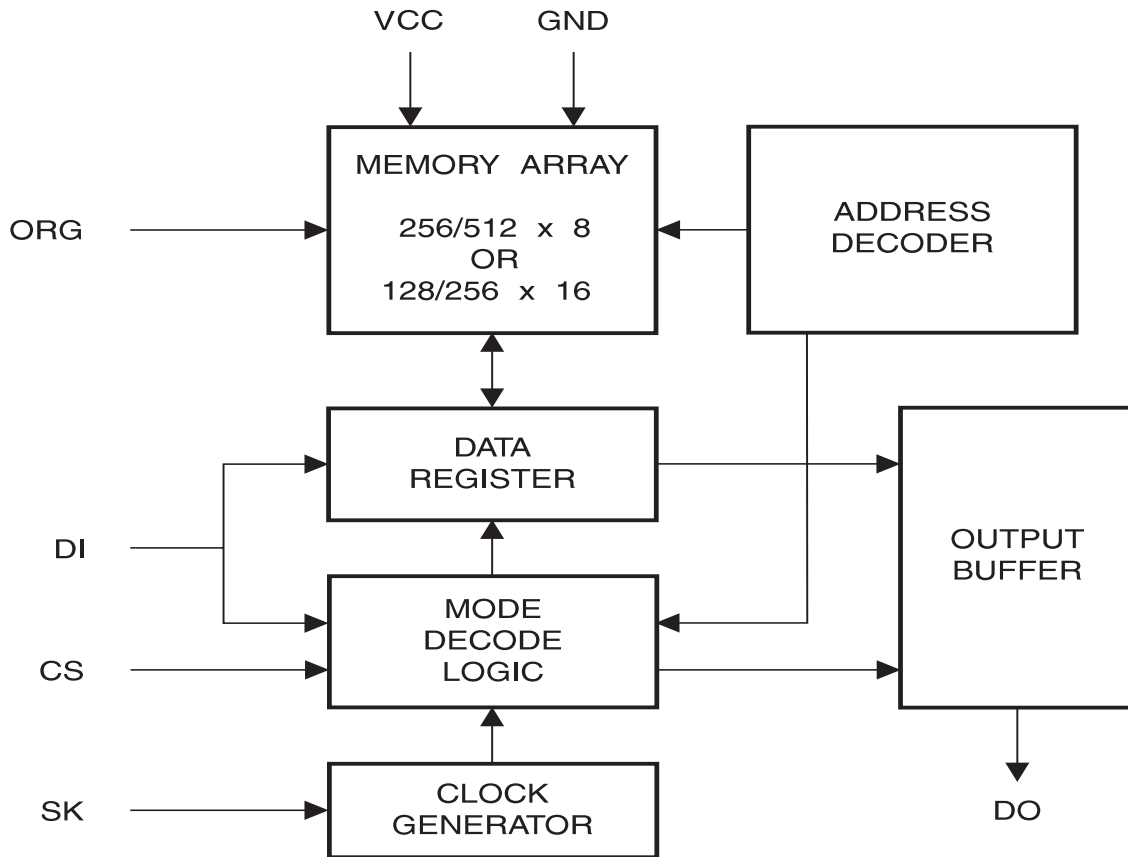 VCC
GND
MEMORY ARRAY
256/512 x 8
OR
128/256 x 16
ADDRESS
DECODER
ORG
DATA
REGISTER
DI
OUTPUT
BUFFER
MODE
DECODE
LOGIC
CS
CLOCK
GENERATOR
SK
DO